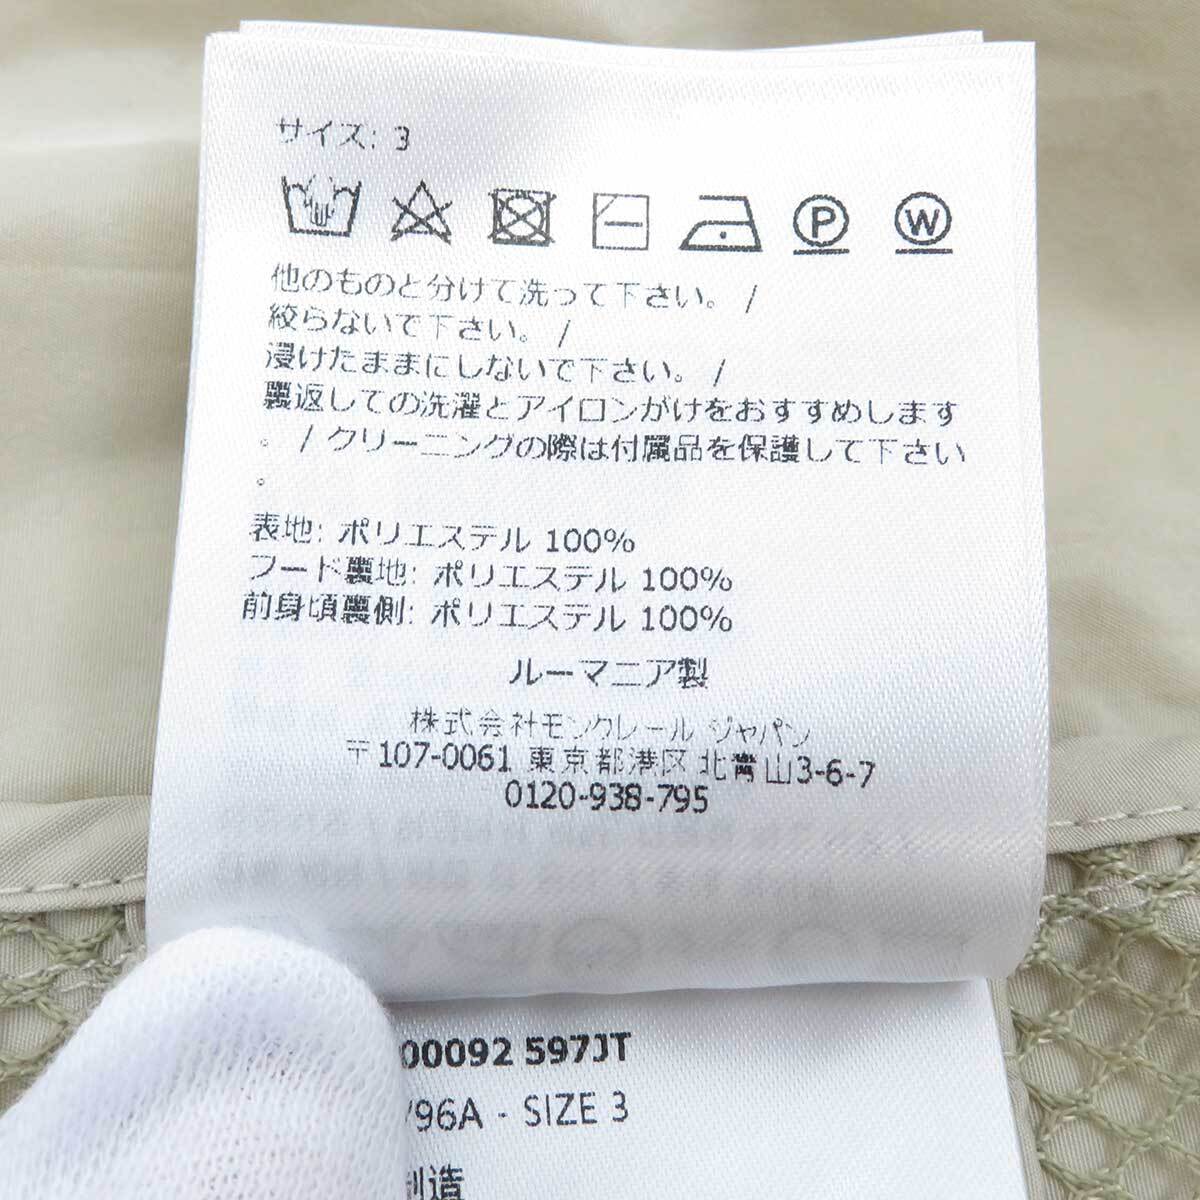 サイズ: 3
P W
他のものと分けて洗って下さい。 /
絞らないで下さい。 /
浸けたままにしないで下さい。 /
裏返しての洗濯とアイロンがけをおすすめします
。 / クリーニングの際は付属品を保護して下さい
。
表地: ポリエステル 100%
フード裏地: ポリエステル 100%
前身頃裏側: ポリエステル 100%
ルーマニア製
株式会社モンクレール ジャパン
〒107-0061 東京都港区 北青山3-6-7
0120-938-795
00092 597JT
96A - SIZE 3
制造